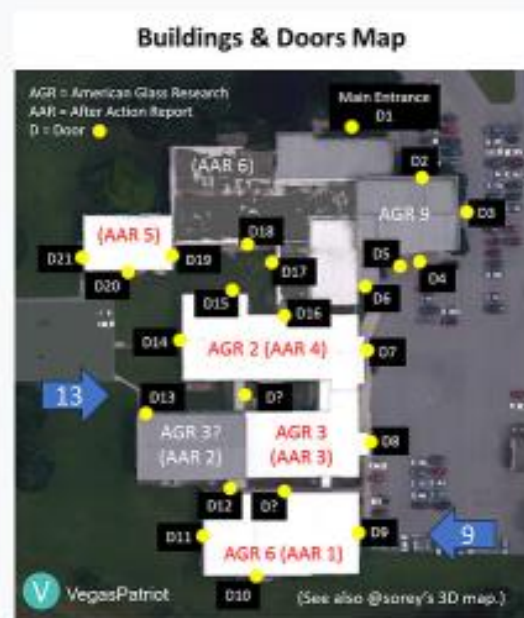 Buildings & Doors Map
AGR = American Glass Research
AAR = After Action Report
D = Door
Main Entrance
D1
(AAR 6)
D2
AGR 9
D3
(AAR 5)
D18
D21
D19
D17
D5
D4
D20
D15
D6
D16
D14
AGR 2 (AAR 4)
D7
13
D?
D13
AGR 3?
(AAR 2)
AGR 3
(AAR 3)
D8
D12
D?
D11
D9
9
AGR 6 (AAR 1)
D10
V VegasPatriot
(See also @sorey's 3D map.)